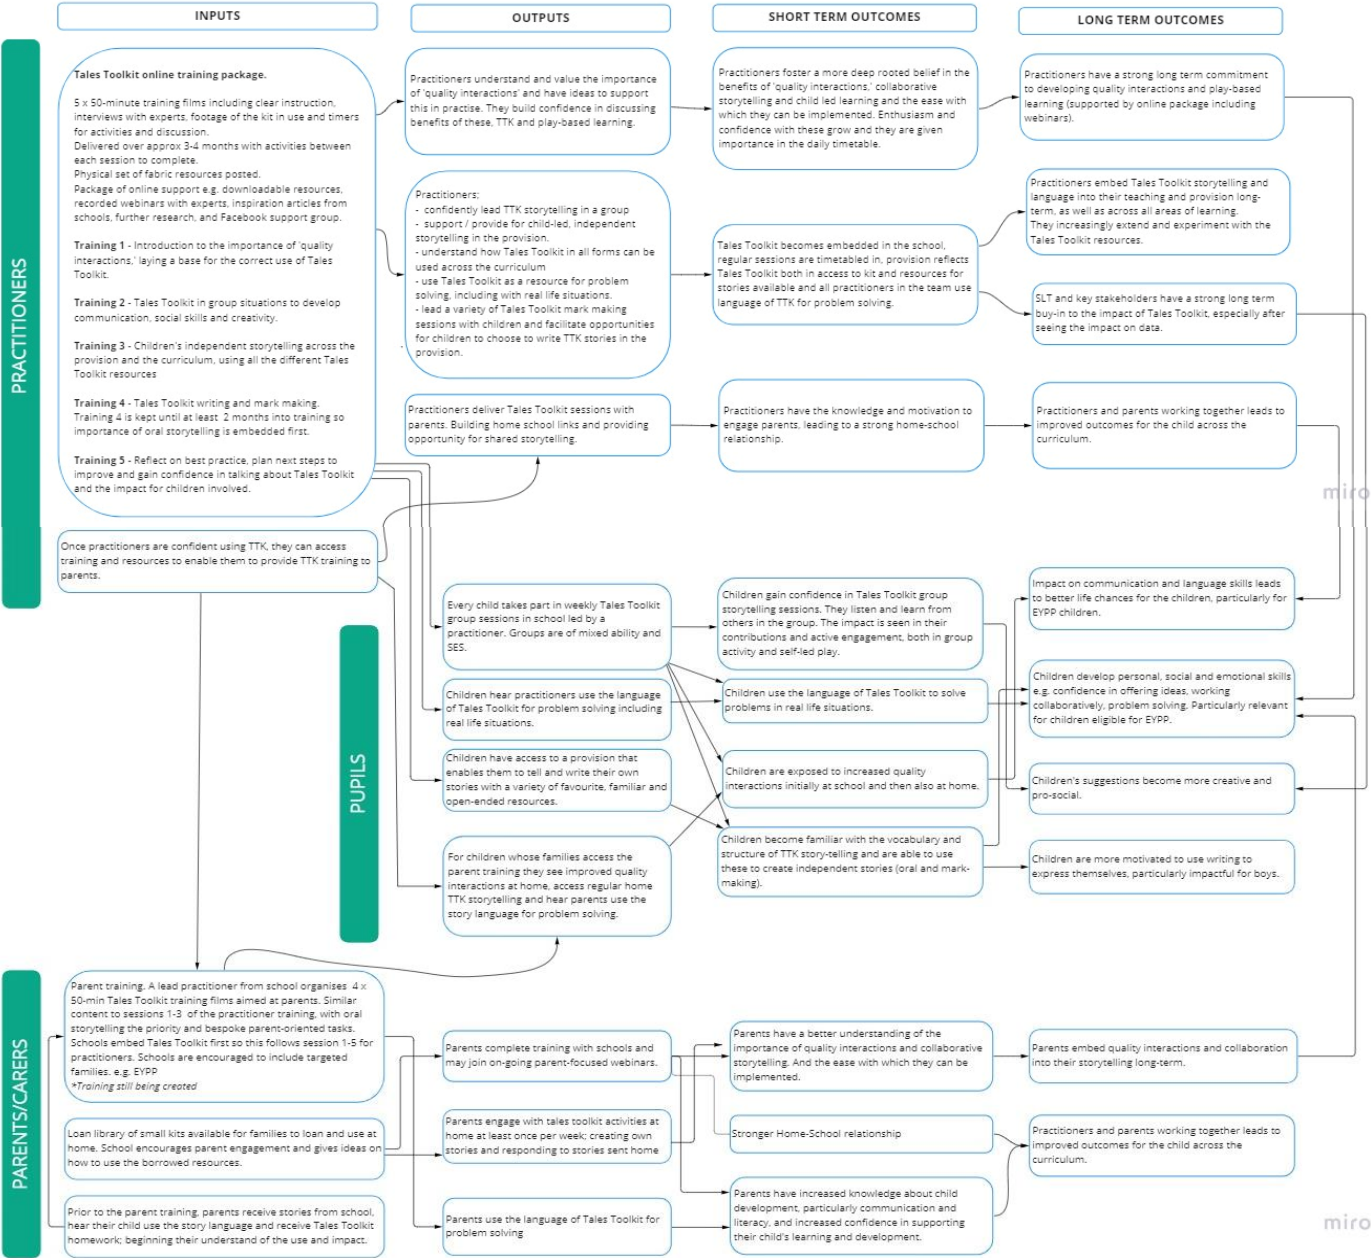 INPUTS
OUTPUTS
SHORT TERM OUTCOMES
LONG TERM OUTCOMES
PRACTITIONERS
Tales Toolkit online training package.
5 x 50-minute training films including clear instruction,
interviews with experts, footage of the kit in use and timers
for activities and discussion.
Delivered over approx 3-4 months with activities between
each session to complete.
Physical set of fabric resources posted.
Package of online support e.g. downloadable resources,
recorded webinars with experts, inspiration articles from
schools, further research, and Facebook support group.
Training 1 - Introduction to the importance of 'quality
interactions,' laying a base for the correct use of Tales
Toolkit.
Training 2 - Tales Toolkit in group situations to develop
communication, social skills and creativity.
Training 3 - Children's independent storytelling across the
provision and the curriculum, using all the different Tales
Toolkit resources
Training 4 - Tales Toolkit writing and mark making.
Training 4 is kept until at least 2 months into training so
importance of oral storytelling is embedded first.
Training 5 - Reflect on best practice, plan next steps to
improve and gain confidence in talking about Tales Toolkit
and the impact for children involved.
Once practitioners are confident using TTK, they can access
training and resources to enable them to provide TTK training to
parents.
Practitioners understand and value the importance
of 'quality interactions' and have ideas to support
this in practise. They build confidence in discussing
benefits of these, TTK and play-based learning.
Practitioners;
- confidently lead TTK storytelling in a group
- support / provide for child-led, independent
storytelling in the provision.
- understand how Tales Toolkit in all forms can be
used across the curriculum
- use Tales Toolkit as a resource for problem
solving, including with real life situations.
- lead a variety of Tales Toolkit mark making
sessions with children and facilitate opportunities
for children to choose to write TTK stories in the
provision.
Practitioners deliver Tales Toolkit sessions with
parents. Building home school links and providing
opportunity for shared storytelling.
Practitioners foster a more deep rooted belief in the
benefits of 'quality interactions,' collaborative
storytelling and child led learning and the ease with
which they can be implemented. Enthusiasm and
confidence with these grow and they are given
importance in the daily timetable.
Tales Toolkit becomes embedded in the school,
regular sessions are timetabled in, provision reflects
Tales Toolkit both in access to kit and resources for
stories available and all practitioners in the team use
language of TTK for problem solving.
Practitioners have the knowledge and motivation to
engage parents, leading to a strong home-school
relationship.
Practitioners have a strong long term commitment
to developing quality interactions and play-based
learning (supported by online package including
webinars).
Practitioners embed Tales Toolkit storytelling and
language into their teaching and provision long-
term, as well as across all areas of learning.
They increasingly extend and experiment with the
Tales Toolkit resources.
SLT and key stakeholders have a strong long term
buy-in to the impact of Tales Toolkit, especially after
seeing the impact on data.
Practitioners and parents working together leads to
improved outcomes for the child across the
curriculum.
miro
PUPILS
Every child takes part in weekly Tales Toolkit
group sessions in school led by a
practitioner. Groups are of mixed ability and
SES.
Children hear practitioners use the language
of Tales Toolkit for problem solving including
real life situations.
Children have access to a provision that
enables them to tell and write their own
stories with a variety of favourite, familiar and
open-ended resources.
For children whose families access the
parent training they see improved quality
interactions at home, access regular home
TTK storytelling and hear parents use the
story language for problem solving.
Children gain confidence in Tales Toolkit group
storytelling sessions. They listen and learn from
others in the group. The impact is seen in their
contributions and active engagement, both in group
activity and self-led play.
Children use the language of Tales Toolkit to solve
problems in real life situations.
Children are exposed to increased quality
interactions initially at school and then also at home.
Children become familiar with the vocabulary and
structure of TTK story-telling and are able to use
these to create independent stories (oral and mark-
making).
Impact on communication and language skills leads
to better life chances for the children, particularly for
EYPP children.
Children develop personal, social and emotional skills
e.g. confidence in offering ideas, working
collaboratively, problem solving. Particularly relevant
for children eligible for EYPP.
Children's suggestions become more creative and
pro-social.
Children are more motivated to use writing to
express themselves, particularly impactful for boys.
PARENTS/CARERS
Parent training. A lead practitioner from school organises 4 x
50-min Tales Toolkit training films aimed at parents. Similar
content to sessions 1-3 of the practitioner training, with oral
storytelling the priority and bespoke parent-oriented tasks.
Schools embed Tales Toolkit first so this follows session 1-5 for
practitioners. Schools are encouraged to include targeted
families. e.g. EYPP
*Training still being created
Loan library of small kits available for families to loan and use at
home. School encourages parent engagement and gives ideas on
how to use the borrowed resources.
Prior to the parent training, parents receive stories from school,
hear their child use the story language and receive Tales Toolkit
homework; beginning their understand of the use and impact.
Parents complete training with schools and
may join on-going parent-focused webinars.
Parents engage with tales toolkit activities at
home at least once per week; creating own
stories and responding to stories sent home
Parents use the language of Tales Toolkit for
problem solving
Parents have a better understanding of the
importance of quality interactions and collaborative
storytelling. And the ease with which they can be
implemented.
Stronger Home-School relationship
Parents have increased knowledge about child
development, particularly communication and
literacy, and increased confidence in supporting
their child's learning and development.
Parents embed quality interactions and collaboration
into their storytelling long-term.
Practitioners and parents working together leads to
improved outcomes for the child across the
curriculum.
miro